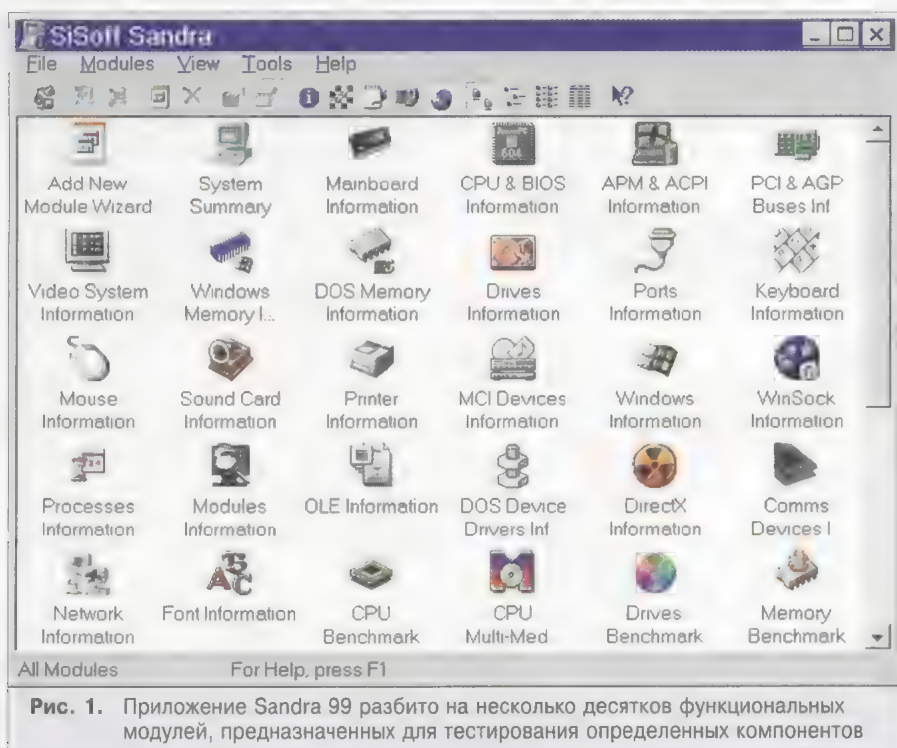 SiSoft Sandra
File Modules View Tools Help
Add New
Module Wizard
System
Summary
Mainboard
Information
CPU & BIOS
Information
APM & ACPI
Information
PCI & AGP
Buses Inf
Video System
Information
Windows
Memory I...
DOS Memory
Information
Drives
Information
Ports
Information
Keyboard
Information
Mouse
Information
Sound Card
Information
Printer
Information
MCI Devices
Information
Windows
Information
WinSock
Information
Processes
Information
Modules
Information
OLE Information
DOS Device
Drivers Inf
DirectX
Information
Comms
Devices I
Network
Information
Font Information
CPU
Benchmark
CPU
Multi-Med
Drives
Benchmark
Memory
Benchmark
All Modules For Help, press F1
Рис. 1. Приложение Sandra 99 разбито на несколько десятков функциональных
модулей, предназначенных для тестирования определенных компонентов